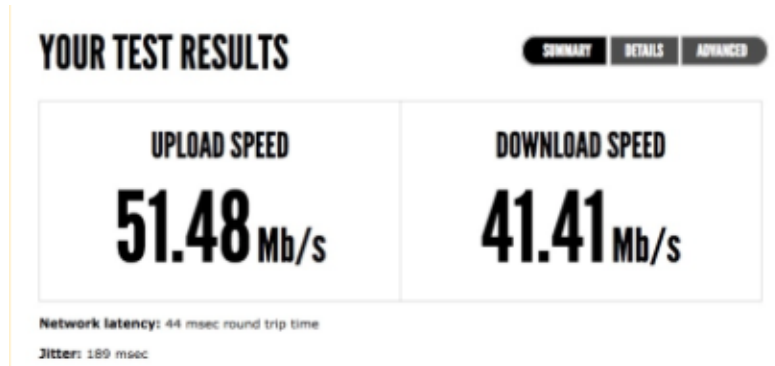 YOUR TEST RESULTS
SUMMARY DETAILS ADVANCED
UPLOAD SPEED DOWNLOAD SPEED
51.48 Mb/s 41.41 Mb/s
Network latency: 44 msec round trip time
Jitter: 189 msec